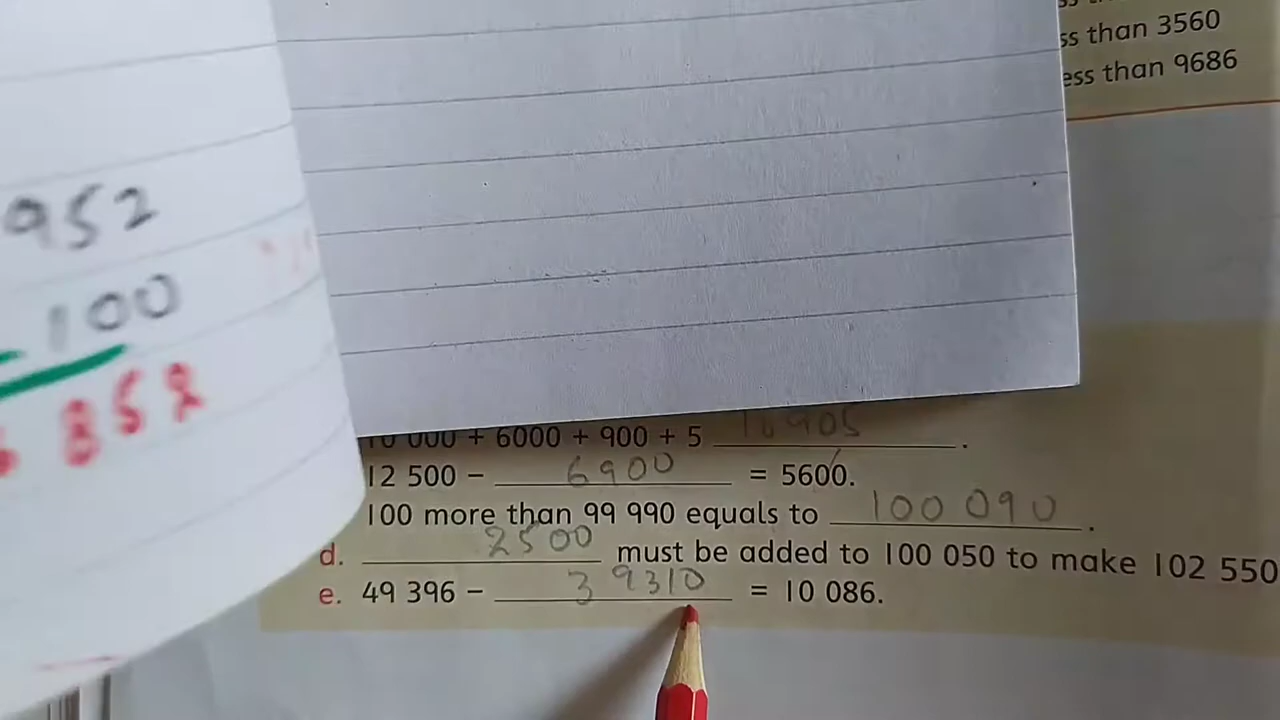 ss than 3560
ess than 9686
952
100
852
10 000 + 6000 + 900 + 5 16905.
12 500 − 6900 = 5600.
100 more than 99 990 equals to 100 090.
d. 2500 must be added to 100 050 to make 102 550
e. 49 396 − 39310 = 10 086.